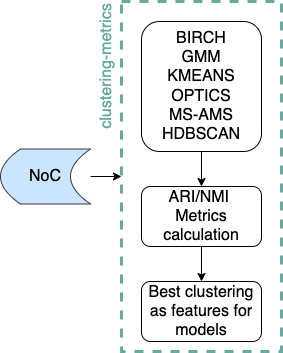 clustering-metrics
BIRCH
GMM
KMEANS
OPTICS
MS-AMS
HDBSCAN
NoC
ARI/NMI
Metrics
calculation
Best clustering
as features for
models